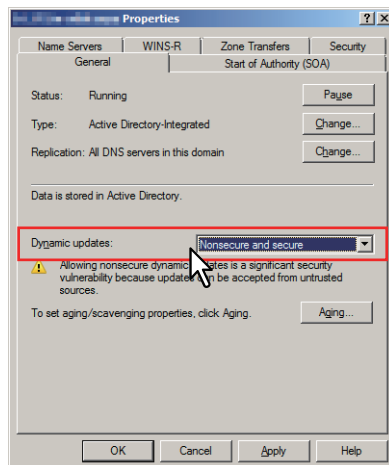 Properties
Name Servers WINS-R Zone Transfers Security
General Start of Authority (SOA)
Status: Running Pause
Type: Active Directory-Integrated Change...
Replication: All DNS servers in this domain Change...
Data is stored in Active Directory.
Dynamic updates: Nonsecure and secure
Allowing nonsecure dynamic updates is a significant security
vulnerability because updates can be accepted from untrusted
sources.
To set aging/scavenging properties, click Aging. Aging...
OK Cancel Apply Help